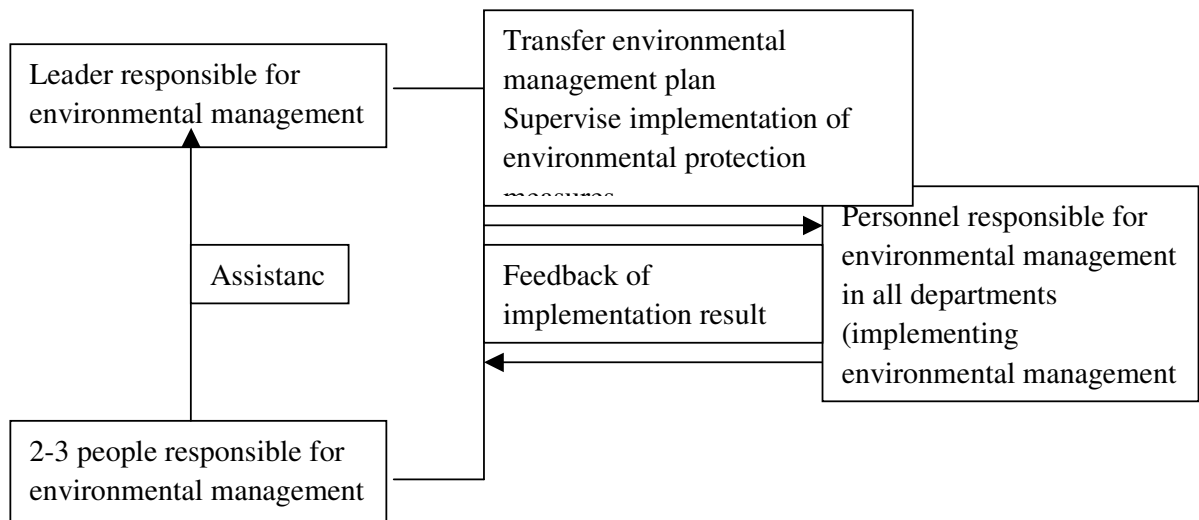 Leader responsible for
environmental management
Transfer environmental
management plan
Supervise implementation of
environmental protection
measures
Personnel responsible for
environmental management
in all departments
(implementing
environmental management
Assistanc
Feedback of
implementation result
2-3 people responsible for
environmental management